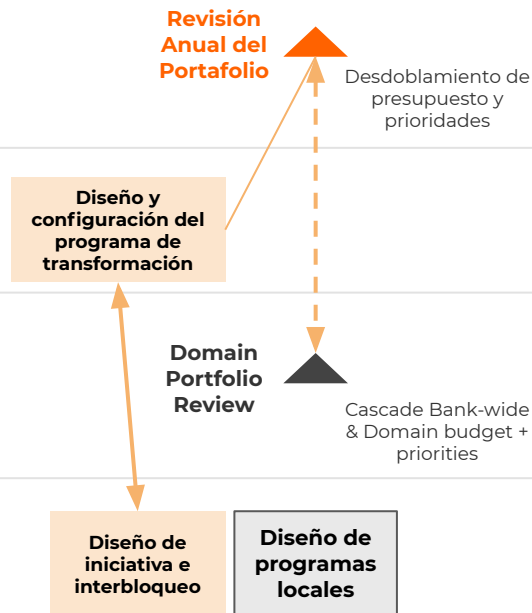 Revisión
Anual del
Portafolio
Desdoblamiento de
presupuesto y
prioridades
Diseño y
configuración del
programa de
transformación
Domain
Portfolio
Review
Cascade Bank-wide
& Domain budget +
priorities
Diseño de
iniciativa e
interbloqueo
Diseño de
programas
locales